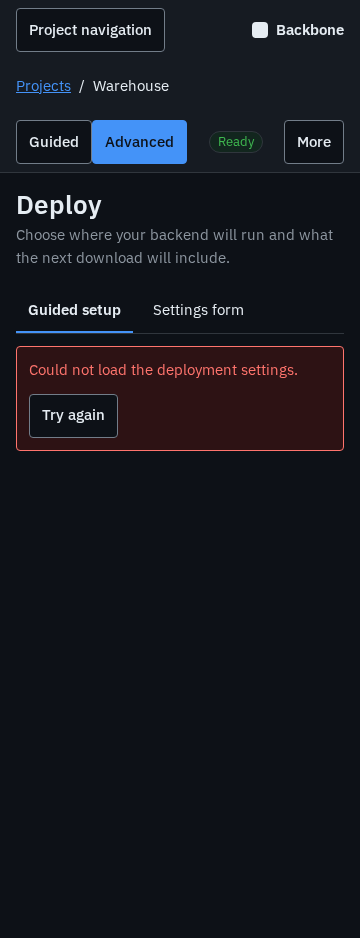 Project navigation
Backbone
Projects / Warehouse
Guided
Advanced
Ready
More
Deploy
Choose where your backend will run and what
the next download will include.
Guided setup
Settings form
Could not load the deployment settings.
Try again